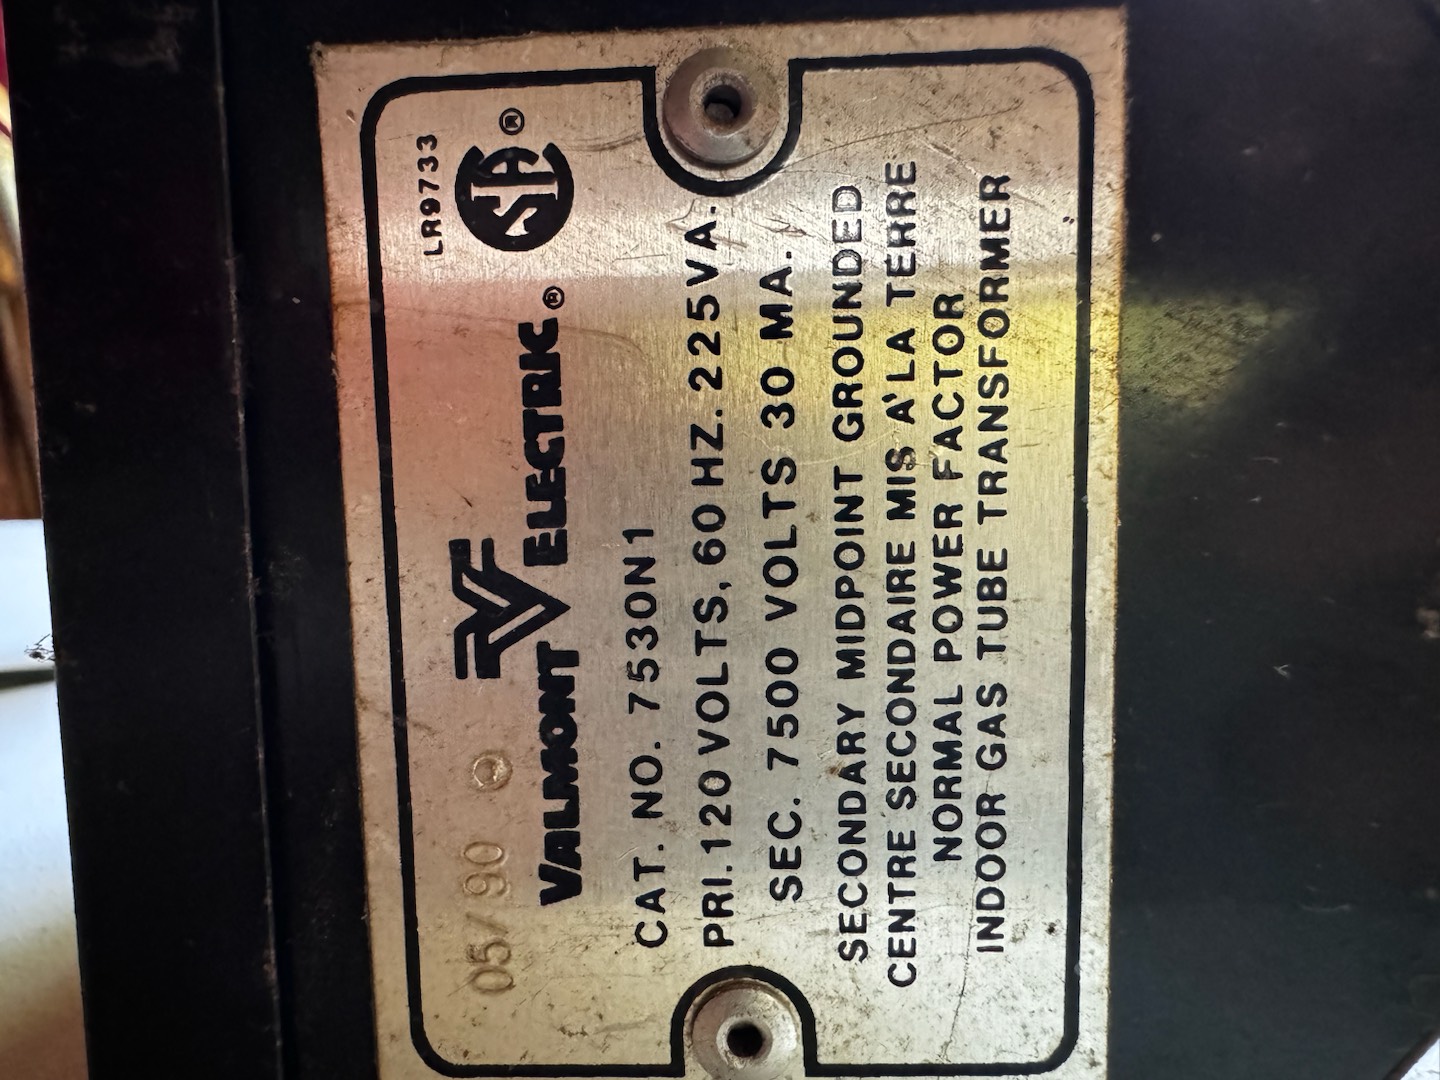 05/90
LR9733
SA ®
VALMONT ELECTRIC®
CAT. NO. 7530N1
PRI. 120 VOLTS, 60 HZ. 225VA.
SEC. 7500 VOLTS 30 MA.
SECONDARY MIDPOINT GROUNDED
CENTRE SECONDAIRE MIS A'LA TERRE
NORMAL POWER FACTOR
INDOOR GAS TUBE TRANSFORMER